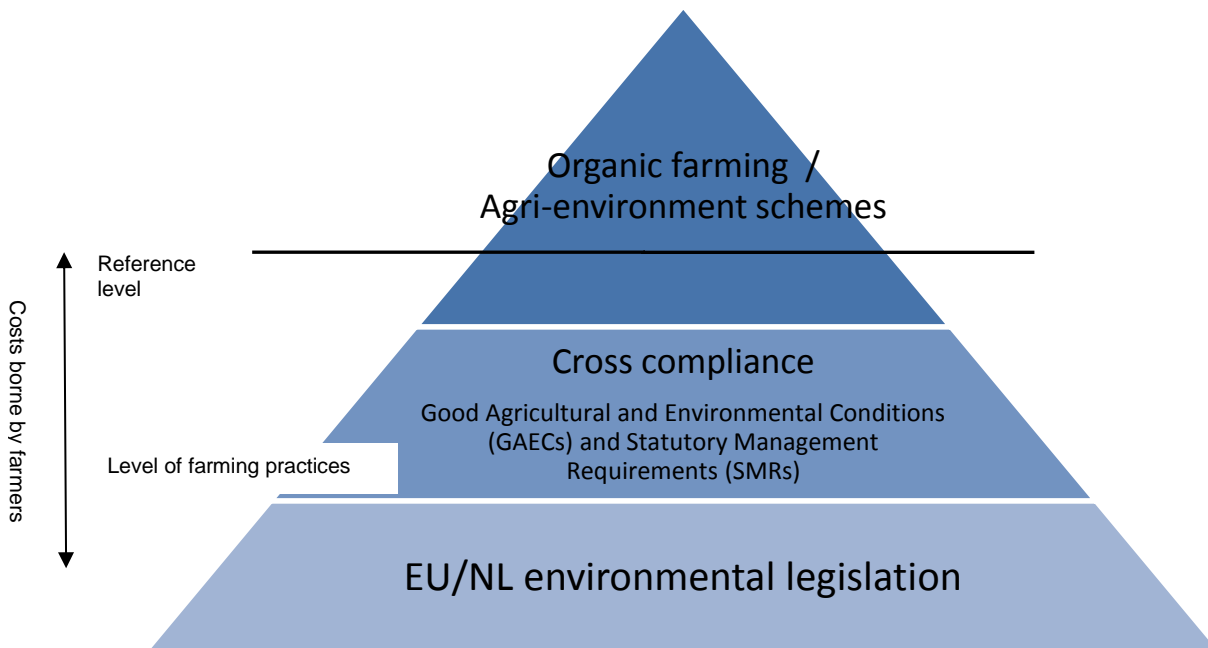 Organic farming /
Agri-environment schemes
Reference
level
Costs borne by farmers
Cross compliance
Good Agricultural and Environmental Conditions
(GAECs) and Statutory Management
Requirements (SMRs)
Level of farming practices
EU/NL environmental legislation